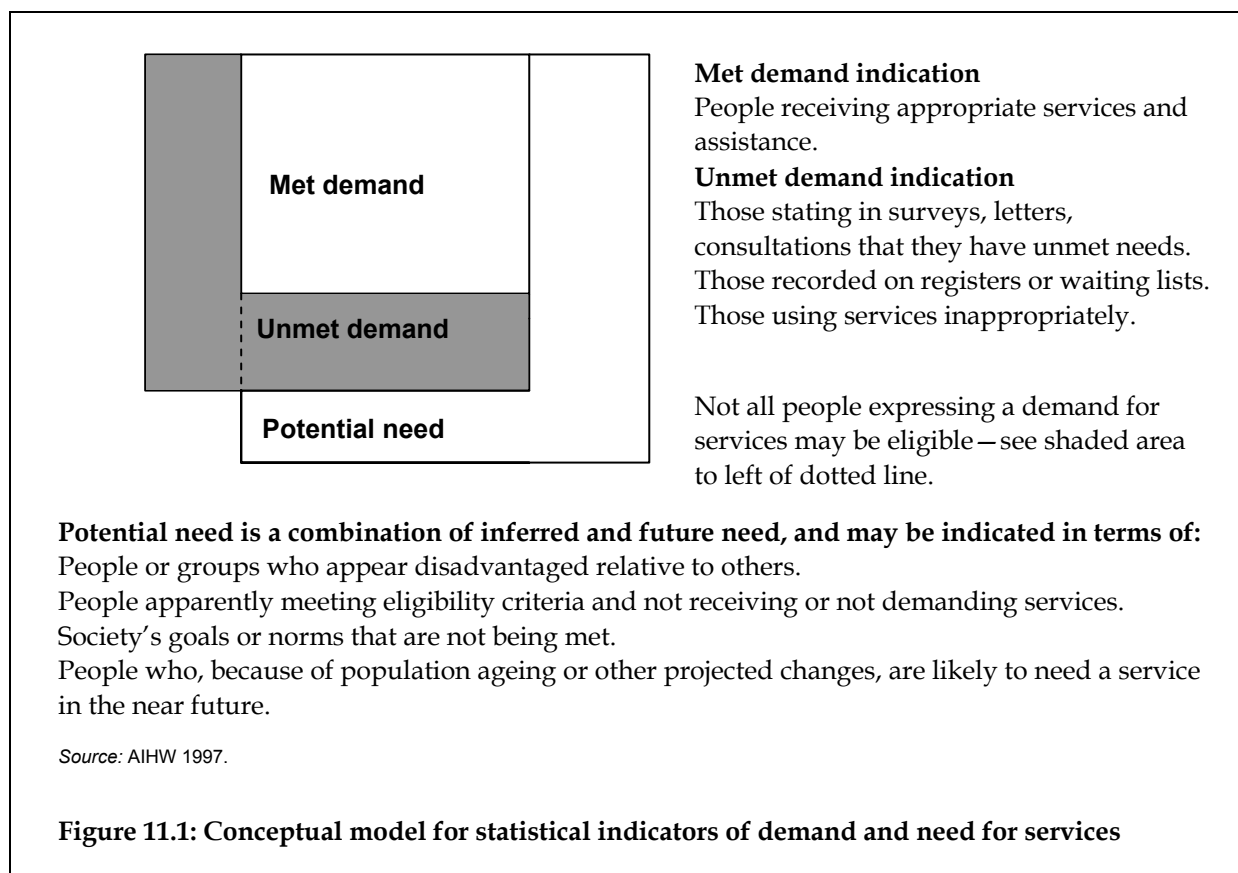 Met demand
Unmet demand
Potential need
Met demand indication
People receiving appropriate services and
assistance.
Unmet demand indication
Those stating in surveys, letters,
consultations that they have unmet needs.
Those recorded on registers or waiting lists.
Those using services inappropriately.
Not all people expressing a demand for
services may be eligible—see shaded area
to left of dotted line.
Potential need is a combination of inferred and future need, and may be indicated in terms of:
People or groups who appear disadvantaged relative to others.
People apparently meeting eligibility criteria and not receiving or not demanding services.
Society's goals or norms that are not being met.
People who, because of population ageing or other projected changes, are likely to need a service
in the near future.
Source: AIHW 1997.
Figure 11.1: Conceptual model for statistical indicators of demand and need for services